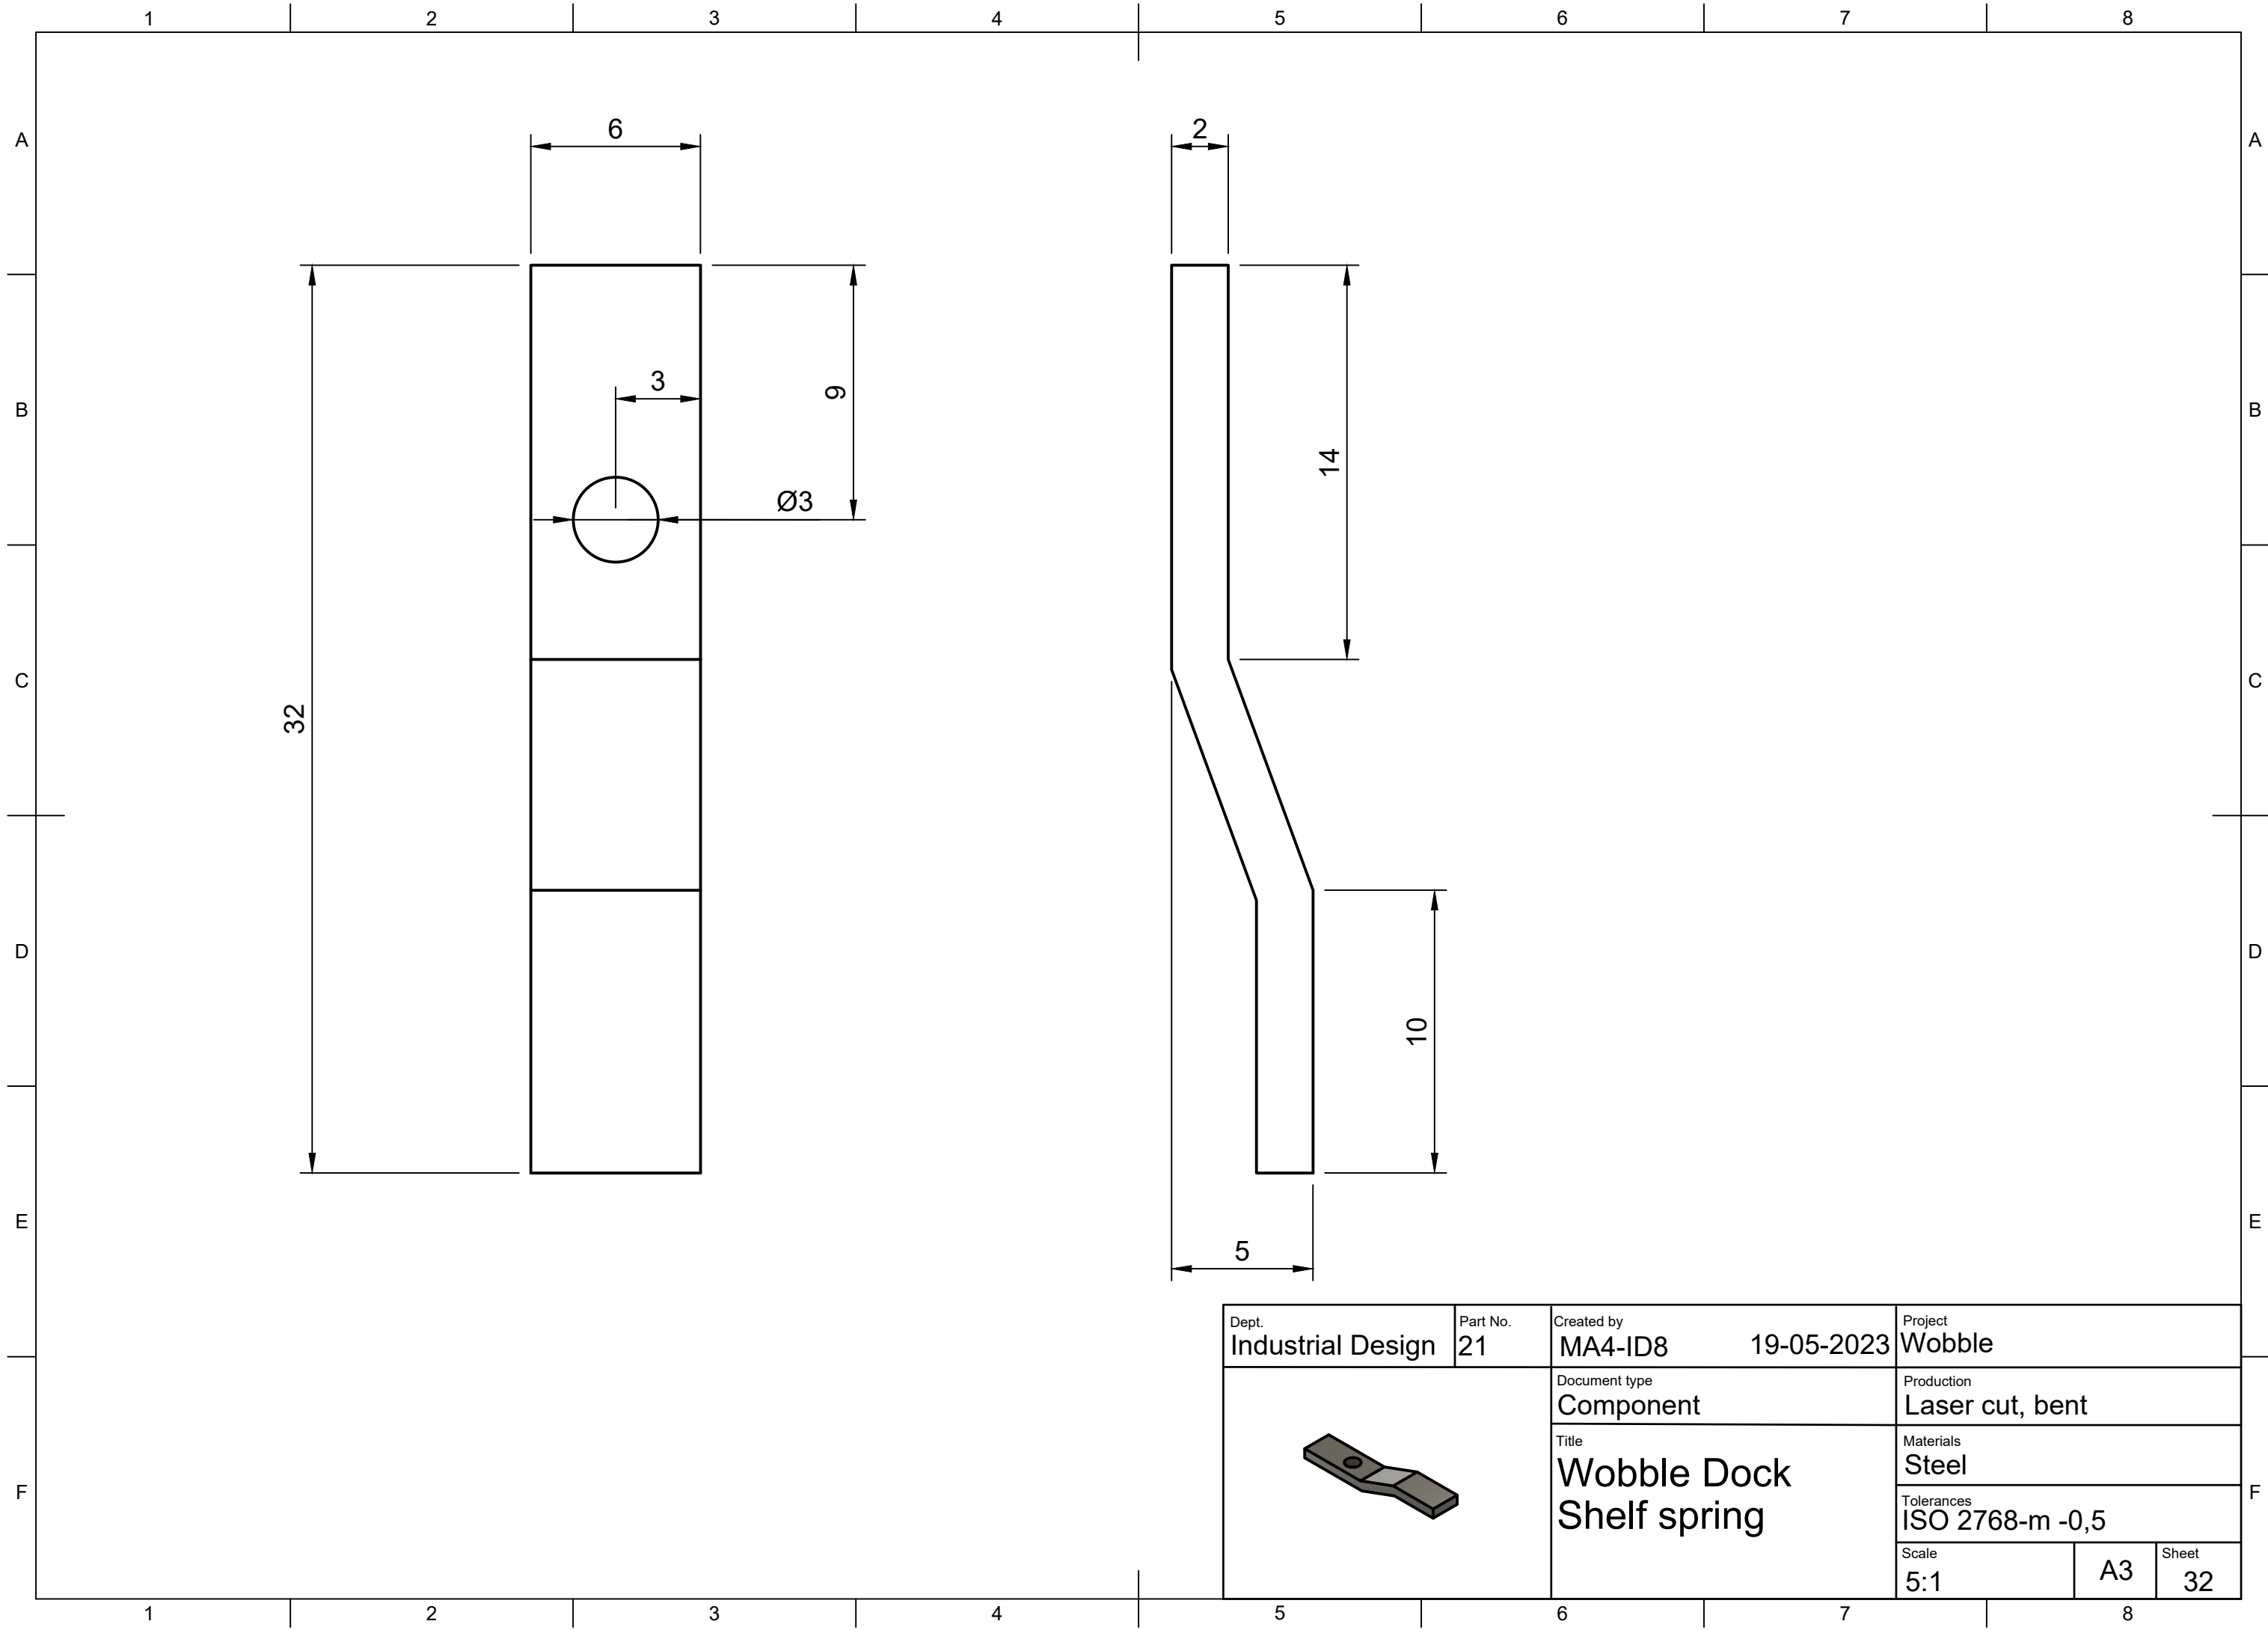 1 2 3 4 5 6 7 8
A A
6 2
B B
3
9
14
Ø3
C C
32
D D
10
E E
5
Dept. Part No. Created by Project
Industrial Design 21 MA4-ID8 19-05-2023 Wobble
Document type Production
Component Laser cut, bent
Title Materials
Wobble Dock Steel
Shelf spring
F F
Tolerances
ISO 2768-m -0,5
Scale Sheet
5:1 A3 32
1 2 3 4 5 6 7 8